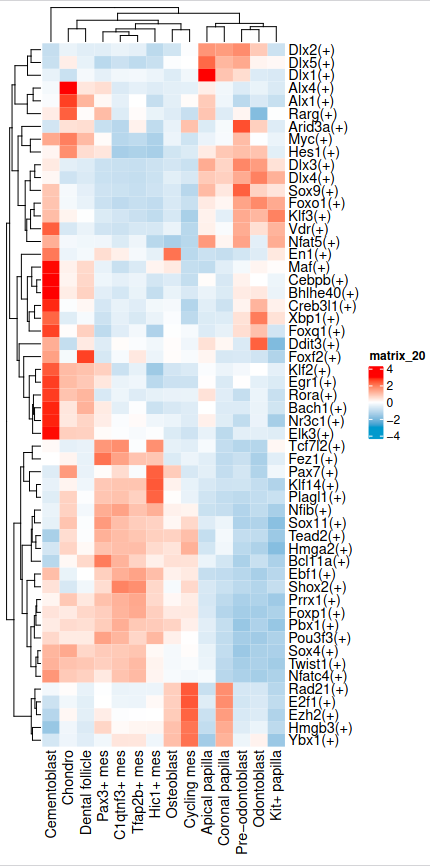 Dlx2(+)
Dlx5(+)
Dlx1(+)
Alx4(+)
Alx1(+)
Rarg(+)
Arid3a(+)
Myc(+)
Hes1(+)
Dlx3(+)
Dlx4(+)
Sox9(+)
Foxo1(+)
Klf3(+)
Vdr(+)
Nfat5(+)
En1(+)
Maf(+)
Cebpb(+)
Bhlhe40(+)
Creb3l1(+)
Xbp1(+)
Foxq1(+)
Ddit3(+)
Foxf2(+)
Klf2(+)
Egr1(+)
Rora(+)
Bach1(+)
Nr3c1(+)
Elk3(+)
Tcf7l2(+)
Fez1(+)
Pax7(+)
Klf14(+)
Plagl1(+)
Nfib(+)
Sox11(+)
Tead2(+)
Hmga2(+)
Bcl11a(+)
Ebf1(+)
Shox2(+)
Prrx1(+)
Foxp1(+)
Pbx1(+)
Pou3f3(+)
Sox4(+)
Twist1(+)
Nfatc4(+)
Rad21(+)
E2f1(+)
Ezh2(+)
Hmgb3(+)
Ybx1(+)
matrix_20
4
2
0
−2
−4
Cementoblast
Chondro
Dental follicle
Pax3+ mes
C1qtnf3+ mes
Tfap2b+ mes
Hic1+ mes
Osteoblast
Cycling mes
Apical papilla
Coronal papilla
Pre−odontoblast
Odontoblast
Kit+ papilla